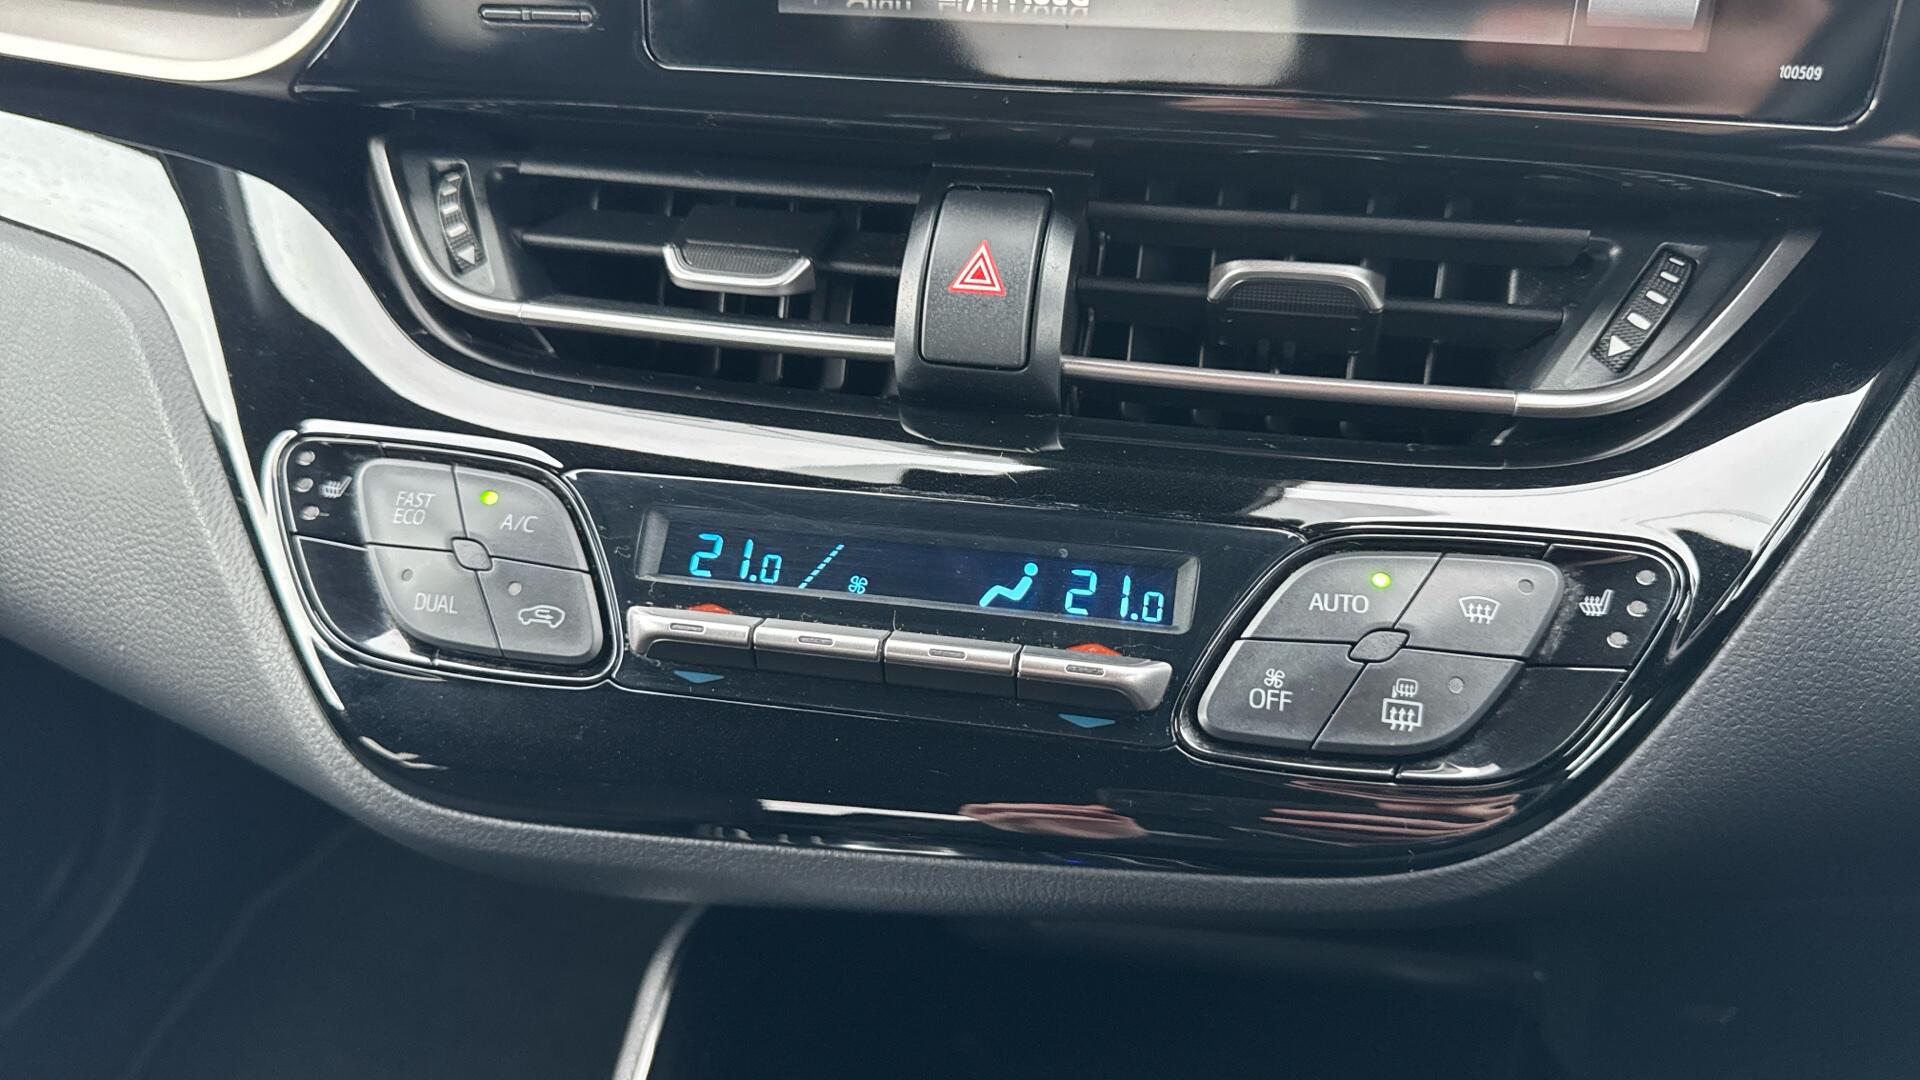 100509
FAST
ECO
A/C
DUAL
21.0
21.0
AUTO
OFF